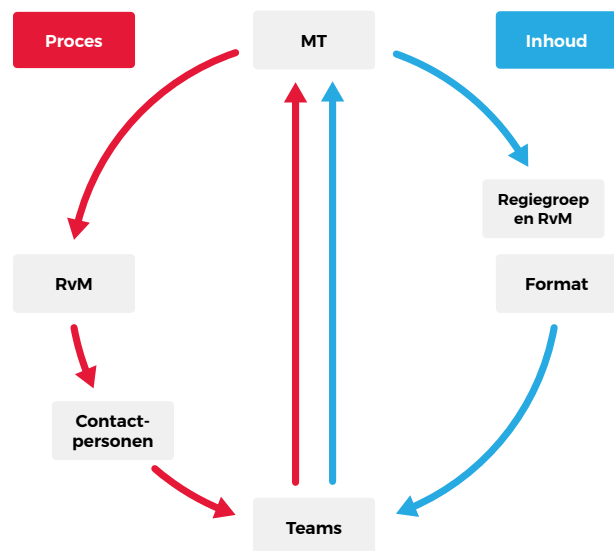 Proces
MT
Inhoud
Regiegroep
en RvM
RvM
Format
Contact-
personen
Teams